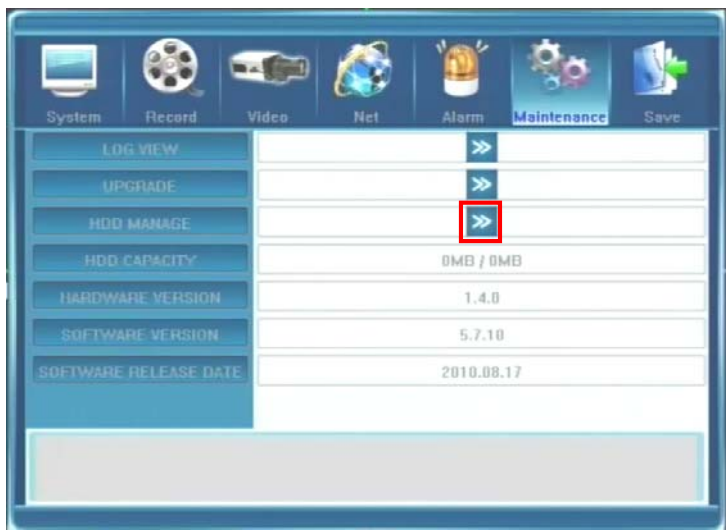 System Record Video Net Alarm Maintenance Save
LOG VIEW
UPGRADE
HDD MANAGE
HDD CAPACITY 0MB / 0MB
HARDWARE VERSION 1.4.0
SOFTWARE VERSION 5.7.10
SOFTWARE RELEASE DATE 2010.08.17